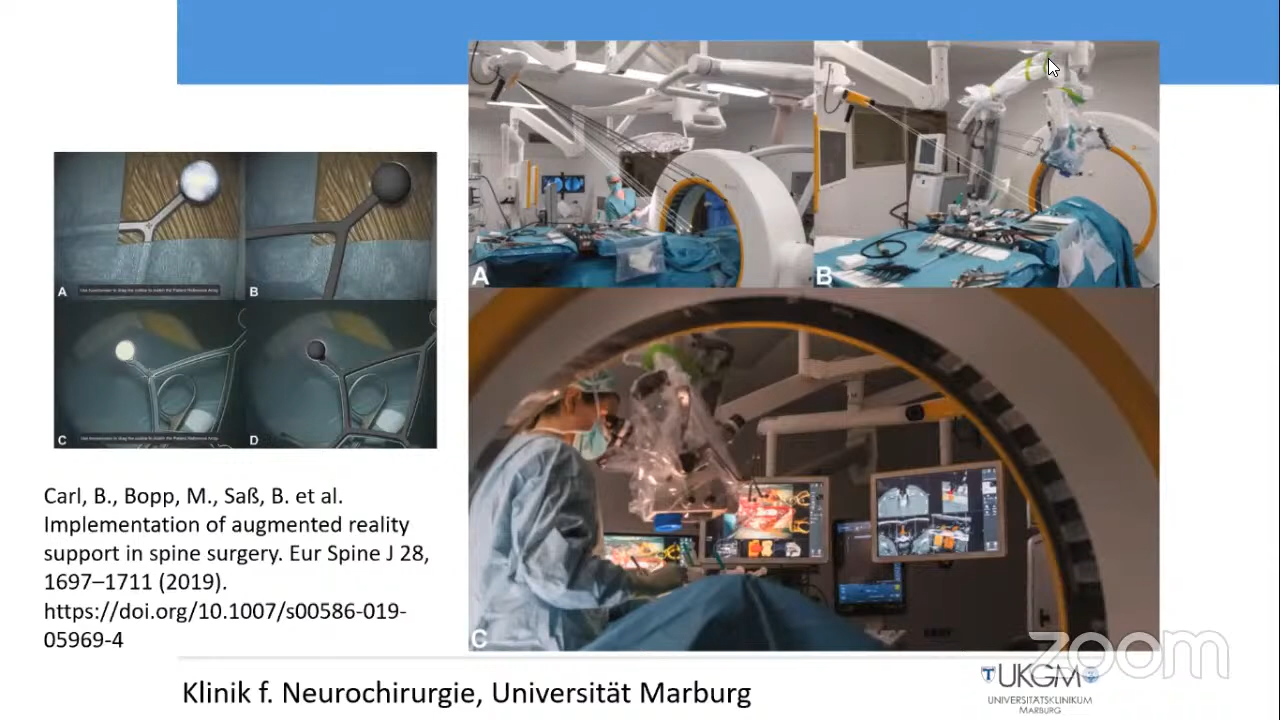 A
B
A
B
C
D
C
Carl, B., Bopp, M., Saß, B. et al.
Implementation of augmented reality
support in spine surgery. Eur Spine J 28,
1697–1711 (2019).
https://doi.org/10.1007/s00586-019-
05969-4
zoom
Klinik f. Neurochirurgie, Universität Marburg
UKGM
UNIVERSITÄTSKLINIKUM
MARBURG